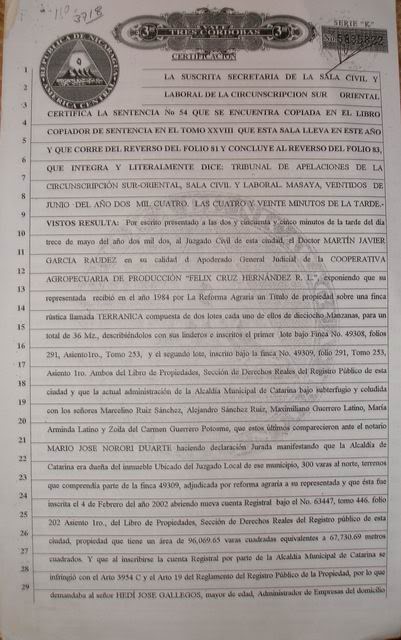 -110
3718
VALE
TRES CORDOBAS
3 3
CERTIFICACION
SERIE "K"
No 5835822
REPUBLICA DE NICARAGUA
AMERICA CENTRAL
1 LA SUSCRITA SECRETARIA DE LA SALA CIVIL Y
2 LABORAL DE LA CIRCUNSCRIPCION SUR ORIENTAL
3 CERTIFICA LA SENTENCIA No 54 QUE SE ENCUENTRA COPIADA EN EL LIBRO
4 COPIADOR DE SENTENCIA EN EL TOMO XXVIII QUE ESTA SALA LLEVA EN ESTE AÑO
5 Y QUE CORRE DEL REVERSO DEL FOLIO 81 Y CONCLUYE AL REVERSO DEL FOLIO 83,
6 QUE INTEGRA Y LITERALMENTE DICE: TRIBUNAL DE APELACIONES DE LA
7 CIRCUNSCRIPCIÓN SUR-ORIENTAL, SALA CIVIL Y LABORAL MASAYA, VEINTIDOS DE
8 JUNIO DEL AÑO DOS MIL CUATRO. LAS CUATRO Y VEINTE MINUTOS DE LA TARDE.-
9 VISTOS RESULTA: Por escrito presentado a las dos y cincuenta y cinco minutos de la tarde del día
10 trece de mayo del año dos mil dos, al Juzgado Civil de esta ciudad, el Doctor MARTÍN JAVIER
11 GARCIA RAUDEZ en su calidad d Apoderado General Judicial de la COOPERATIVA
12 AGROPECUARIA DE PRODUCCIÓN "FELIX CRUZ HERNÁNDEZ R. L.", exponiendo que su
13 representada recibió en el año 1984 por La Reforma Agraria un Titulo de propiedad sobre una finca
14 rústica llamada TERRANICA compuesta de dos lotes cada uno de ellos de dieciocho Manzanas, para un
15 total de 36 Mz., describiéndolos con sus linderos e inscritos el primer lote bajo Finca No. 49308, folios
16 291, Asiento1ro., Tomo 253, y el segundo lote, inscrito bajo la finca No. 49309, folio 291, Tomo 253,
17 Asiento 1ro. Ambos del Libro de Propiedades, Sección de Derechos Reales del Registro Público de esta
18 ciudad y que la actual administración de la Alcaldía Municipal de Catarina bajo subterfugio y coludida
19 con los señores Marcelino Ruiz Sánchez, Alejandro Sánchez Ruiz, Maximiliano Guerrero Latino, María
20 Arminda Latino y Zoila del Carmen Guerrero Potosme, que estos últimos comparecieron ante el notario
21 MARIO JOSE NORORI DUARTE haciendo declaración Jurada manifestando que la Alcaldía de
22 Catarina era dueña del inmueble Ubicado del Juzgado Local de ese municipio, 300 varas al norte, terrenos
23 que comprendía parte de la finca 49309, adjudicada por reforma agraria a su representada y que ésta fue
24 inscrita el 4 de Febrero del año 2002 abriendo nueva cuenta Registral bajo el No. 63447, tomo 446. folio
25 202 Asiento 1ro., del Libro de Propiedades, Sección de Derechos Reales del Registro público de esta
26 ciudad, propiedad que tiene un área de 96,069.65 varas cuadradas equivalentes a 67,730.69 metros
27 cuadrados. Y que al inscribirse la cuenta Registral por parte de la Alcaldía Municipal de Catarina se
28 infringió con el Arto 3954 C y el Arto 19 del Reglamento del Registro Público de la Propiedad, por lo que
29 demandaba al señor HEDÍ JOSE GALLEGOS, mayor de edad, Administrador de Empresas del domicilio